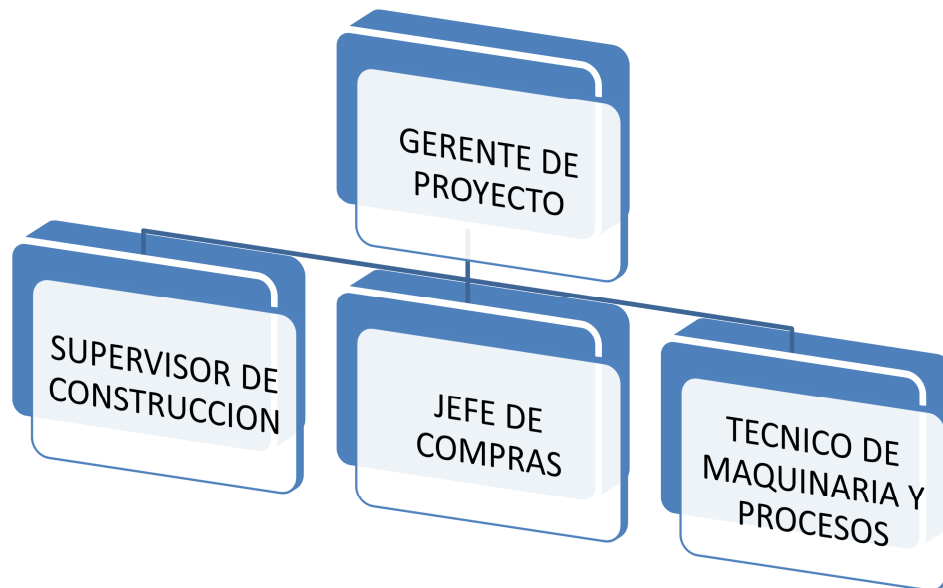 GERENTE DE
PROYECTO
SUPERVISOR DE
CONSTRUCCION
JEFE DE
COMPRAS
TECNICO DE
MAQUINARIA Y
PROCESOS